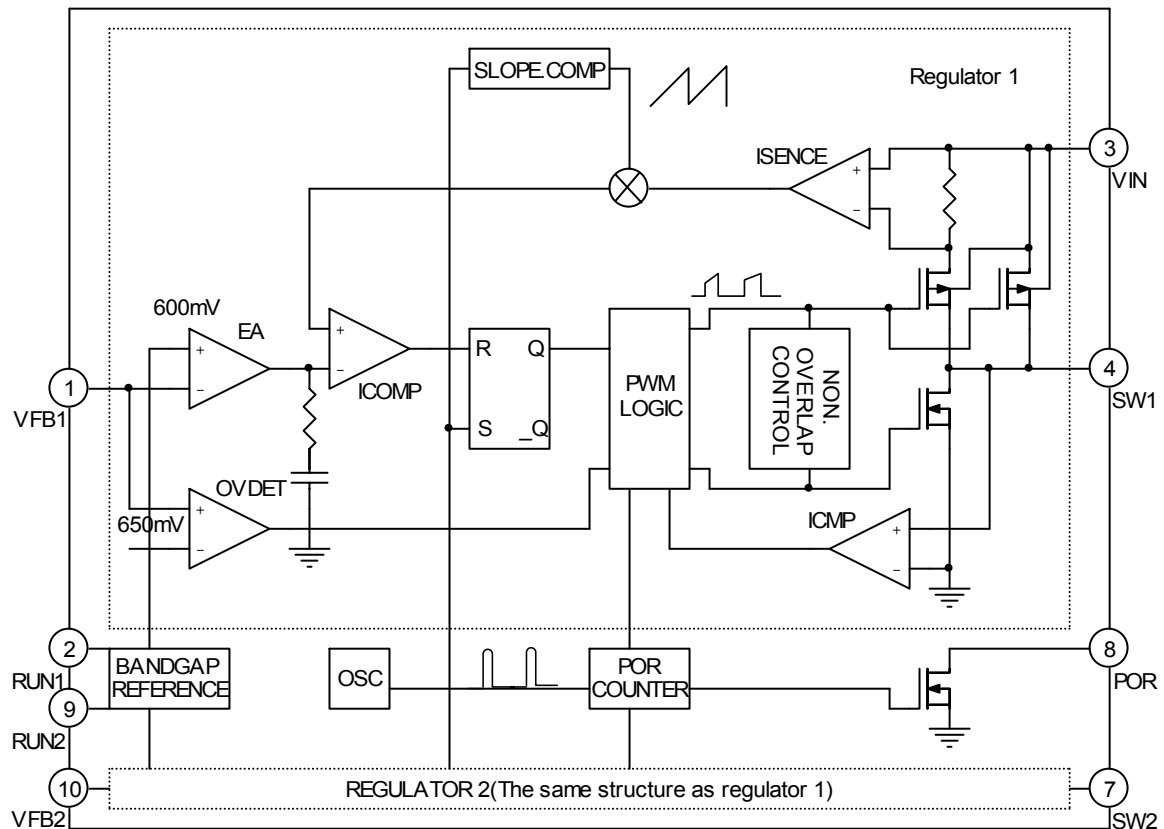 SLOPE.COMP
Regulator 1
ISENCE
3
VIN
+
−
600mV
EA
+
−
+
−
ICOMP
R
Q
S
_Q
PWM
LOGIC
NON.
OVERLAP
CONTROL
1
VFB1
4
SW1
OVDET
650mV
+
−
ICMP
+
−
2
RUN1
BANDGAP
REFERENCE
OSC
POR
COUNTER
8
POR
9
RUN2
10
VFB2
REGULATOR 2(The same structure as regulator 1)
7
SW2